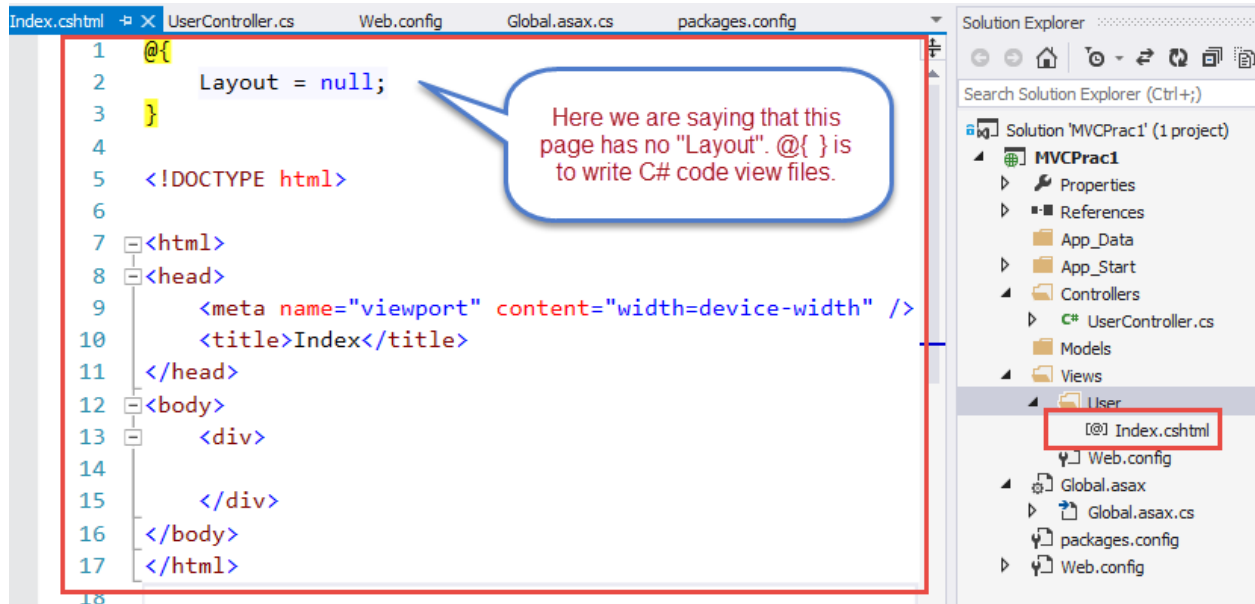 Index.cshtml UserController.cs Web.config Global.asax.cs packages.config
1 @{
2 Layout = null;
3 }
4
5 <!DOCTYPE html>
6
7 <html>
8 <head>
9 <meta name="viewport" content="width=device-width" />
10 <title>Index</title>
11 </head>
12 <body>
13 <div>
14
15 </div>
16 </body>
17 </html>
18
Here we are saying that this
page has no "Layout". @{ } is
to write C# code view files.
Solution Explorer
Search Solution Explorer (Ctrl+;)
Solution 'MVCPrac1' (1 project)
MVCPrac1
Properties
References
App_Data
App_Start
Controllers
C# UserController.cs
Models
Views
User
[@] Index.cshtml
Web.config
Global.asax
Global.asax.cs
packages.config
Web.config